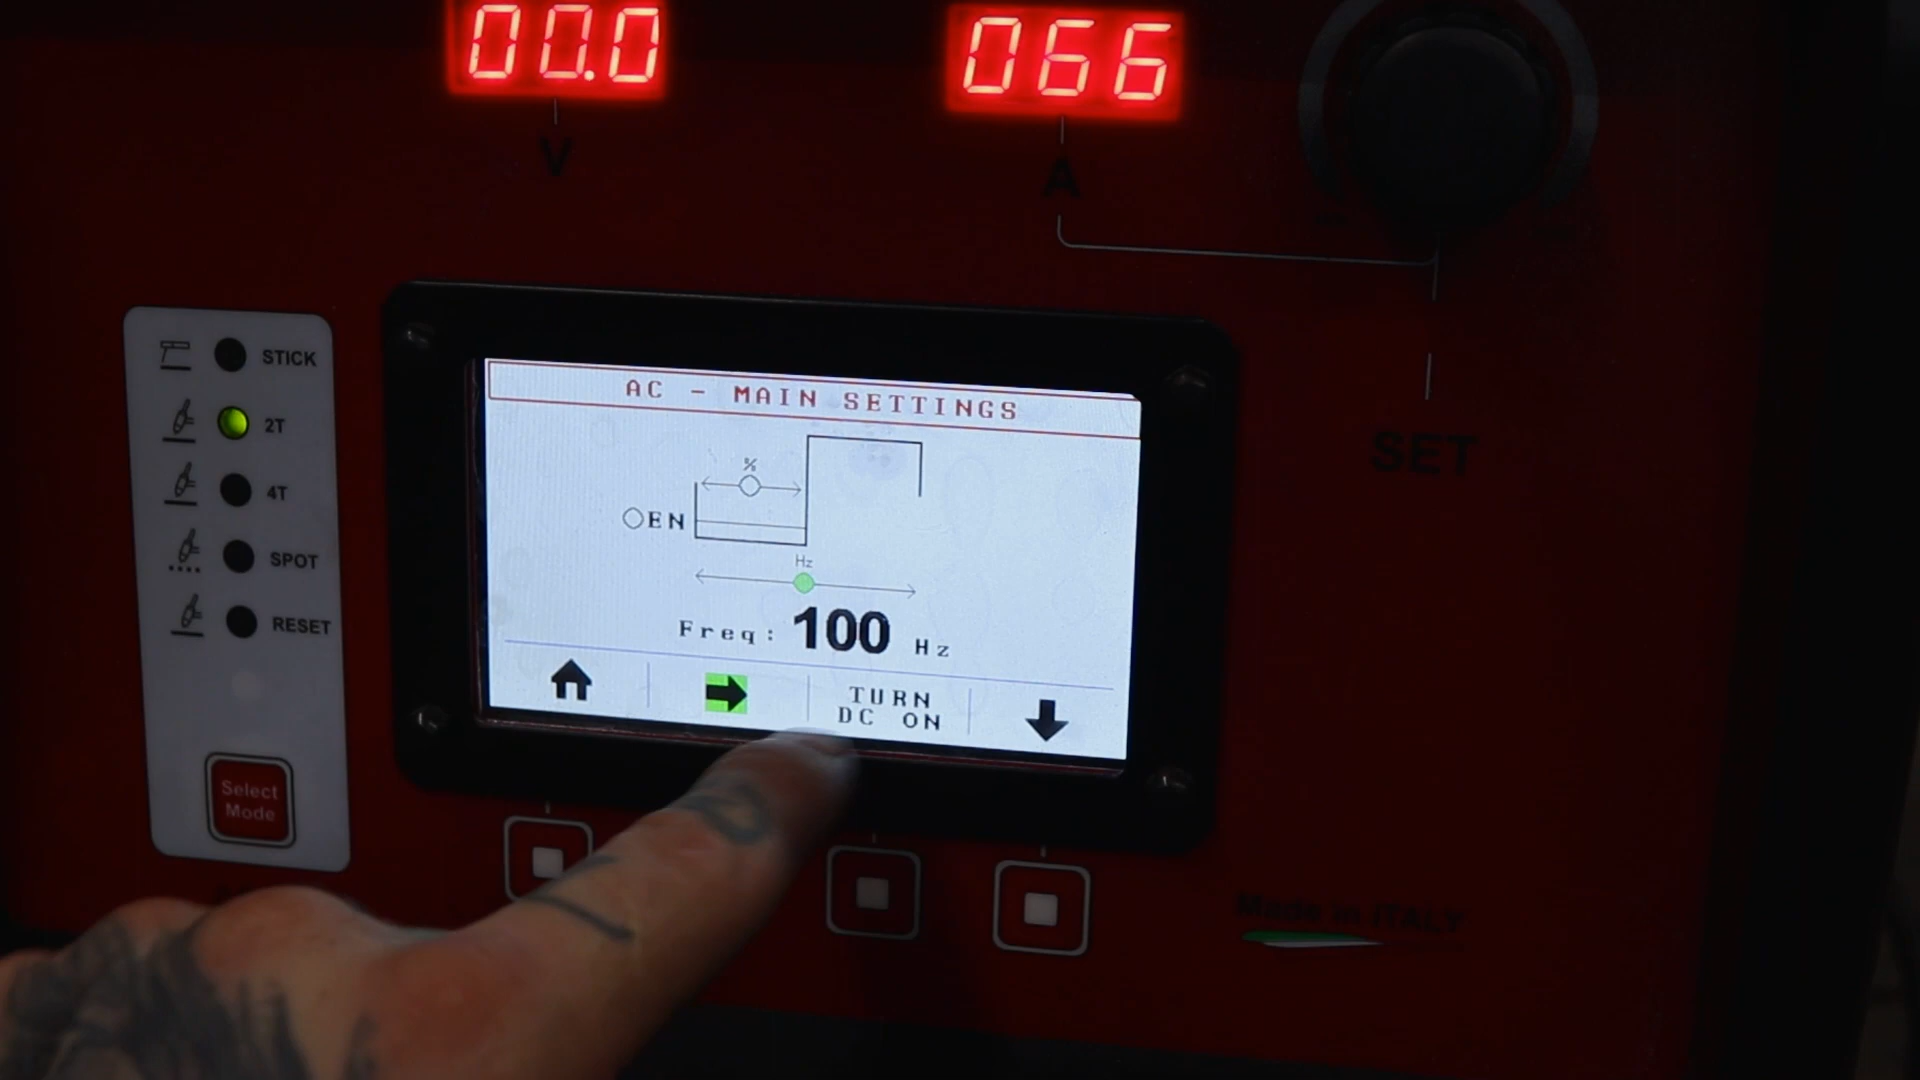 00.0
066
V
A
SET
STICK
2T
4T
SPOT
RESET
Select
Mode
AC - MAIN SETTINGS
%
EN
Hz
Freq: 100 Hz
TURN
DC ON
Made in ITALY